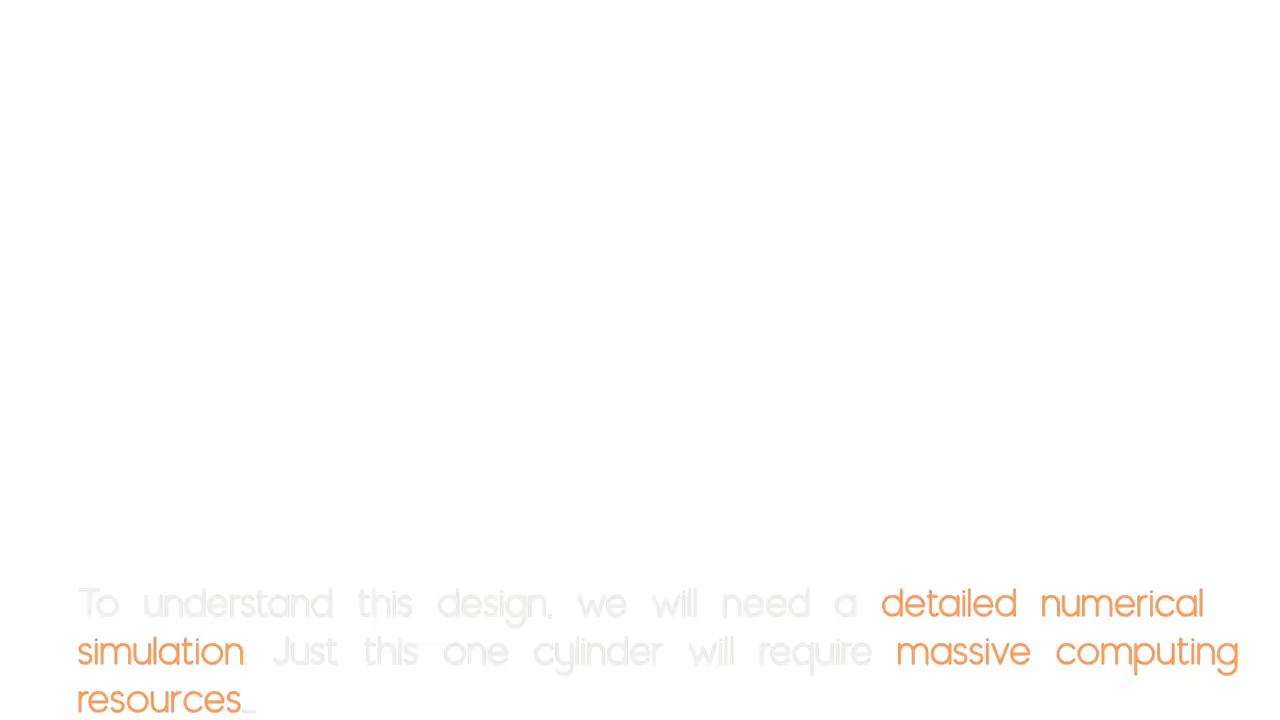 To understand this design, we will need a detailed numerical
simulation. Just this one cylinder will require massive computing
resources...